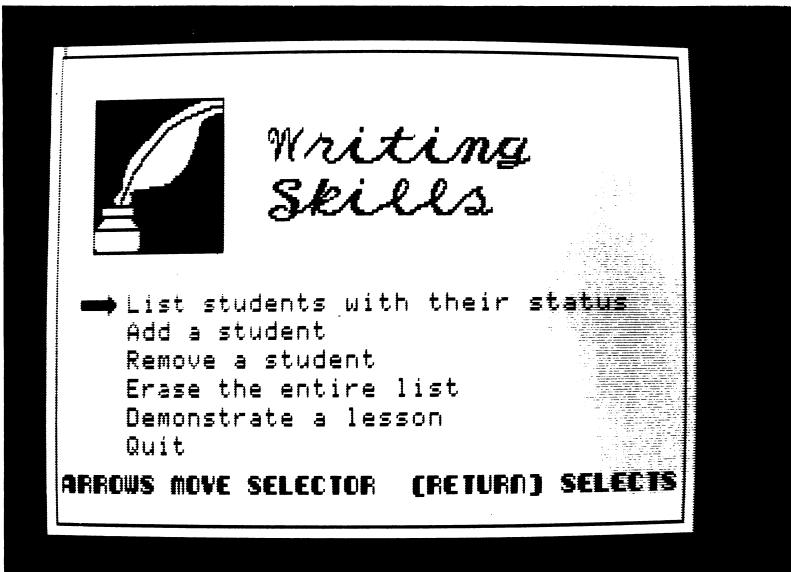 Writing
Skills
List students with their status
Add a student
Remove a student
Erase the entire list
Demonstrate a lesson
Quit
ARROWS MOVE SELECTOR [RETURN] SELECTS